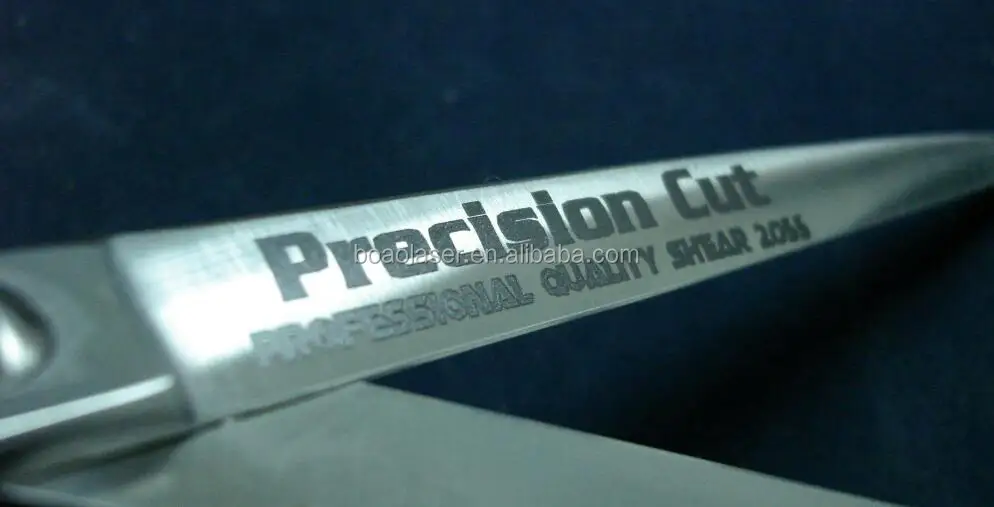 Precision Cut
boaolaser.en.alibaba.com
PROFESSIONAL QUALITY SHEAR 2055